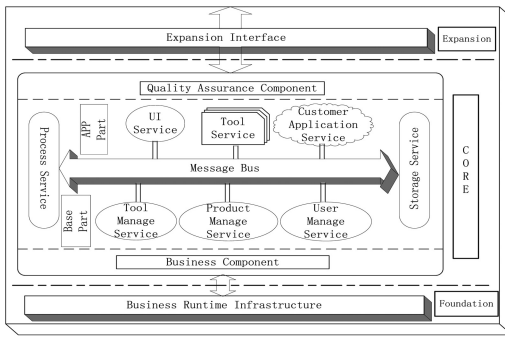 Expansion Interface
Expansion
Quality Assurance Component
APP
Part
UI
Service
Tool
Service
Customer
Application
Service
Process Service
Message Bus
Storage Service
C
O
R
E
Base
Part
Tool
Manage
Service
Product
Manage
Service
User
Manage
Service
Business Component
Business Runtime Infrastructure
Foundation